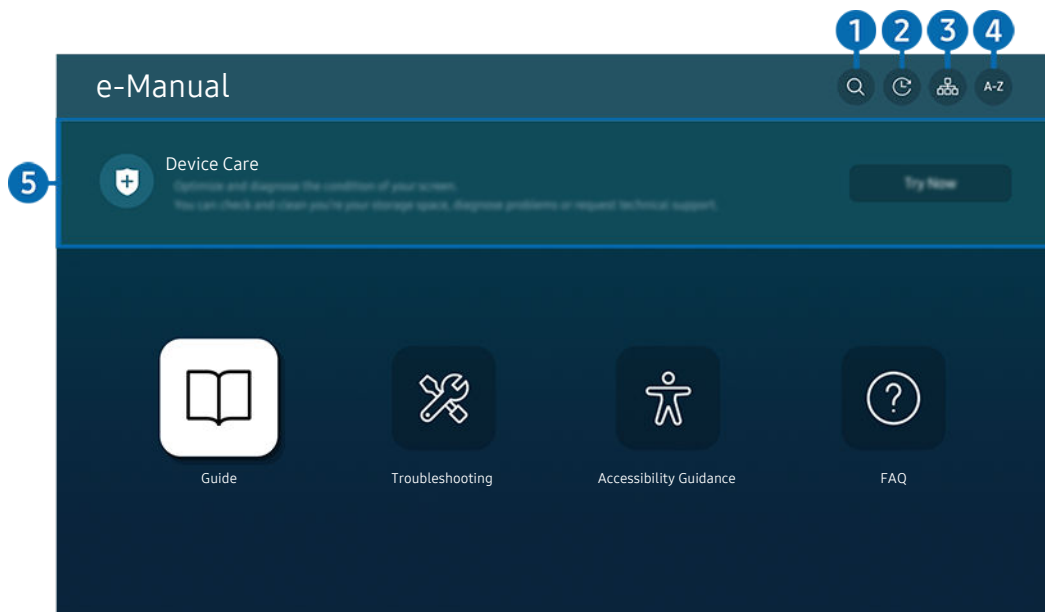 1 2 3 4
e-Manual
A-Z
5
Device Care
Optimize and diagnose the condition of your screen.
You can check and clean you're your storage space, diagnose problems or request technical support.
Try Now
Guide
Troubleshooting
Accessibility Guidance
FAQ